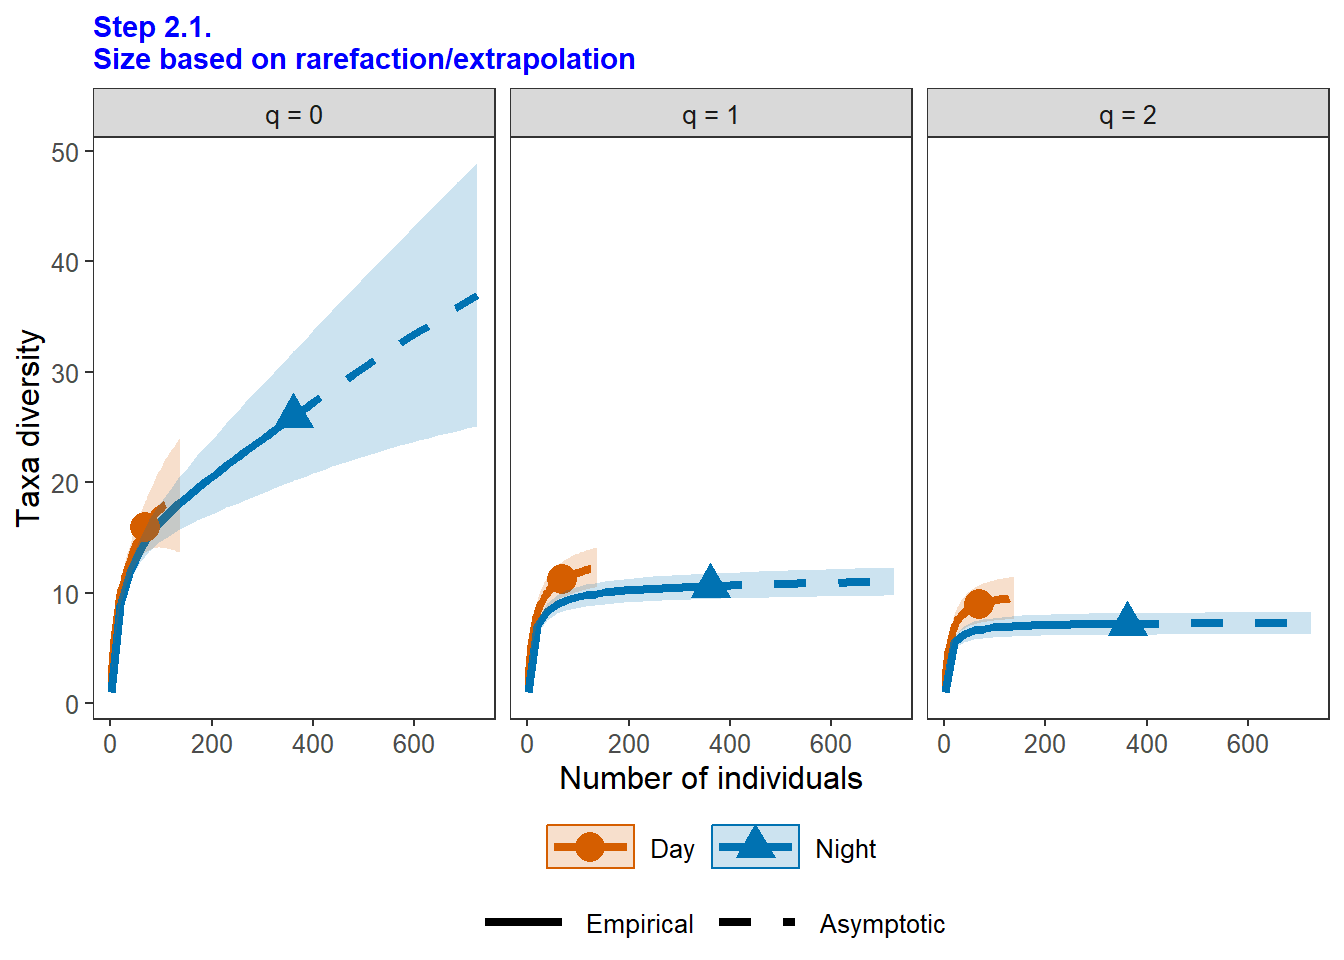 Step 2.1.
Size based on rarefaction/extrapolation
q = 0
q = 1
q = 2
Taxa diversity
50
40
30
20
10
0
0 200 400 600
0 200 400 600
0 200 400 600
Number of individuals
Day Night
Empirical Asymptotic